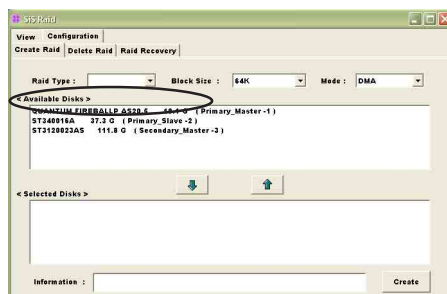 SiS Raid
View Configuration
Create Raid Delete Raid Raid Recovery
Raid Type : Block Size : 64K Mode : DMA
< Available Disks >
QUANTUM FIREBALLP AS20.5 ( Primary_Master -1 )
ST340016A 37.3 G ( Primary_Slave -2 )
ST3120023AS 111.8 G ( Secondary_Master -3 )
< Selected Disks >
Information :
Create